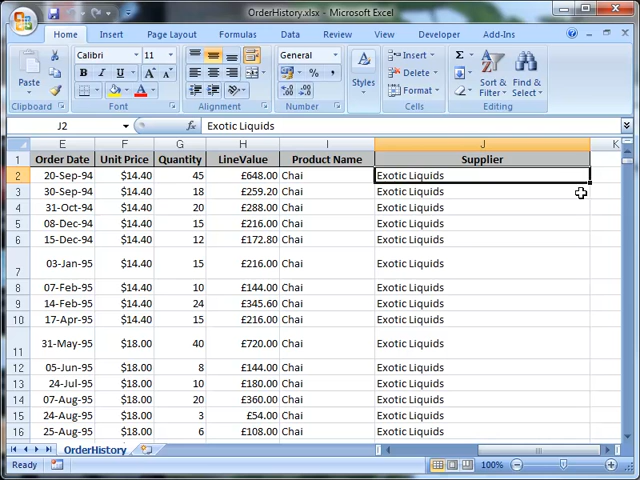 OrderHistory.xlsx - Microsoft Excel
Home Insert Page Layout Formulas Data Review View Developer Add-Ins
Paste
Clipboard
Calibri 11
B I U A A
Font
Alignment
General
% ,
Number
Styles
Insert
Delete
Format
Cells
Σ
Sort & Filter
Find & Select
Editing
J2 fx Exotic Liquids
E F G H I J K
1 Order Date Unit Price Quantity LineValue Product Name Supplier
2 20-Sep-94 $14.40 45 £648.00 Chai Exotic Liquids
3 30-Sep-94 $14.40 18 £259.20 Chai Exotic Liquids
4 31-Oct-94 $14.40 20 £288.00 Chai Exotic Liquids
5 08-Dec-94 $14.40 15 £216.00 Chai Exotic Liquids
6 15-Dec-94 $14.40 12 £172.80 Chai Exotic Liquids
7 03-Jan-95 $14.40 15 £216.00 Chai Exotic Liquids
8 07-Feb-95 $14.40 10 £144.00 Chai Exotic Liquids
9 14-Feb-95 $14.40 24 £345.60 Chai Exotic Liquids
10 17-Apr-95 $14.40 15 £216.00 Chai Exotic Liquids
11 31-May-95 $18.00 40 £720.00 Chai Exotic Liquids
12 05-Jun-95 $18.00 8 £144.00 Chai Exotic Liquids
13 24-Jul-95 $18.00 10 £180.00 Chai Exotic Liquids
14 07-Aug-95 $18.00 20 £360.00 Chai Exotic Liquids
15 24-Aug-95 $18.00 3 £54.00 Chai Exotic Liquids
16 25-Aug-95 $18.00 6 £108.00 Chai Exotic Liquids
OrderHistory
Ready 100%